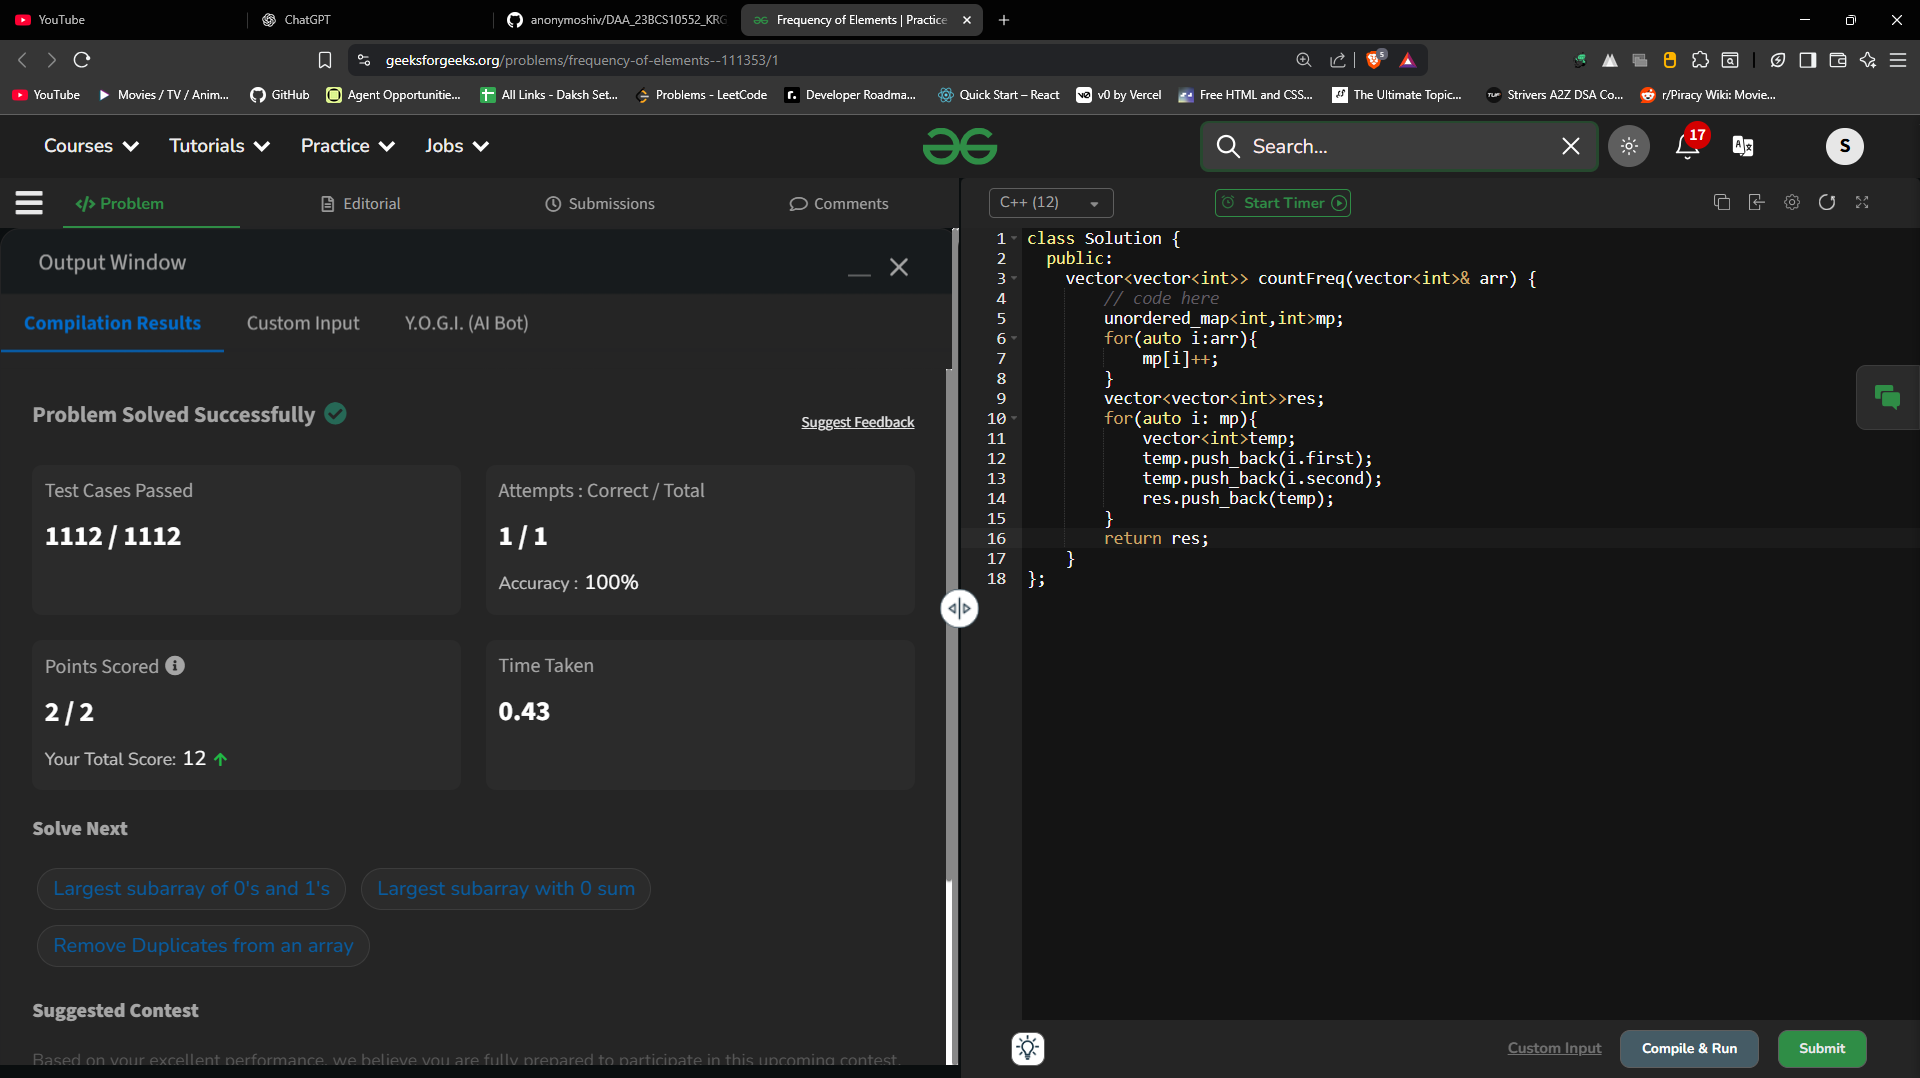 YouTube
ChatGPT
anonymoshiv/DAA_23BCS10552_KRG
Frequency of Elements | Practice
geeksforgeeks.org/problems/frequency-of-elements--111353/1
5
YouTube
Movies / TV / Anim...
GitHub
Agent Opportunitie...
All Links - Daksh Set...
Problems - LeetCode
Developer Roadma...
Quick Start – React
v0 by Vercel
Free HTML and CSS...
The Ultimate Topic...
Strivers A2Z DSA Co...
r/Piracy Wiki: Movie...
Courses
Tutorials
Practice
Jobs
Search...
17
S
</> Problem
Editorial
Submissions
Comments
C++ (12)
Start Timer
Output Window
Compilation Results
Custom Input
Y.O.G.I. (AI Bot)
Problem Solved Successfully
Suggest Feedback
Test Cases Passed
1112 / 1112
Attempts : Correct / Total
1 / 1
Accuracy : 100%
Points Scored
2 / 2
Your Total Score: 12
Time Taken
0.43
Solve Next
Largest subarray of 0's and 1's
Largest subarray with 0 sum
Remove Duplicates from an array
Suggested Contest
Based on your excellent performance, we believe you are fully prepared to participate in this upcoming contest.
1 class Solution {
2 public:
3 vector<vector<int>> countFreq(vector<int>& arr) {
4 // code here
5 unordered_map<int,int>mp;
6 for(auto i:arr){
7 mp[i]++;
8 }
9 vector<vector<int>>res;
10 for(auto i: mp){
11 vector<int>temp;
12 temp.push_back(i.first);
13 temp.push_back(i.second);
14 res.push_back(temp);
15 }
16 return res;
17 }
18 };
Custom Input
Compile & Run
Submit